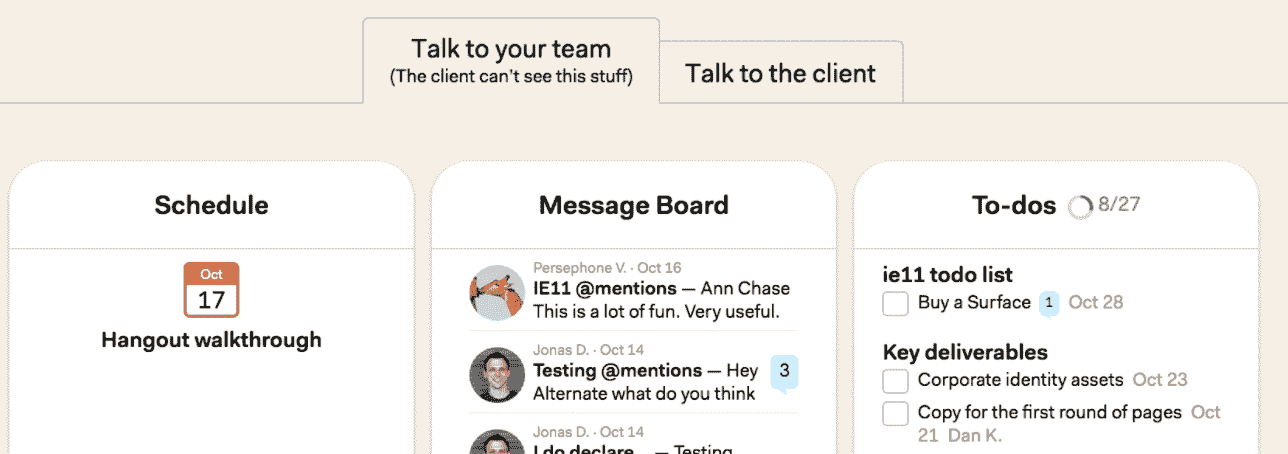 Talk to your team
(The client can't see this stuff)
Talk to the client
Schedule
Oct
17
Hangout walkthrough
Message Board
Persephone V. · Oct 16
IE11 @mentions — Ann Chase
This is a lot of fun. Very useful.
Jonas D. · Oct 14
Testing @mentions — Hey
Alternate what do you think
3
Jonas D. · Oct 14
I do declare... — Testing
To-dos 8/27
ie11 todo list
Buy a Surface 1 Oct 28
Key deliverables
Corporate identity assets Oct 23
Copy for the first round of pages Oct
21 Dan K.